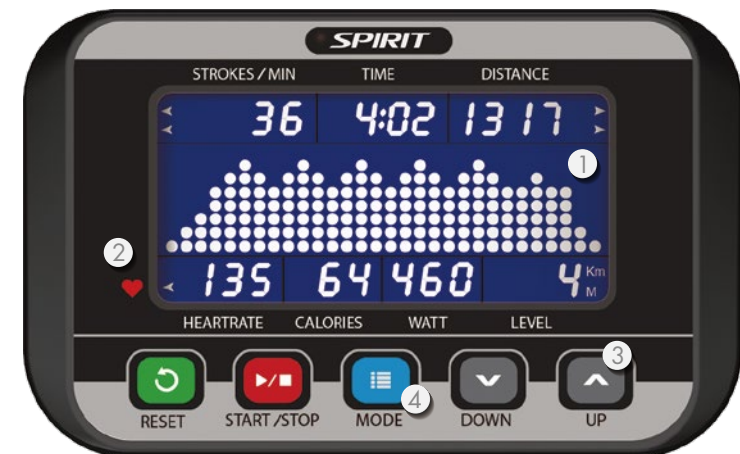 SPIRIT
STROKES / MIN TIME DISTANCE
36 4:02 1317
1
2
135 64 460 4 Km
M
HEARTRATE CALORIES WATT LEVEL
3
4
RESET START /STOP MODE DOWN UP